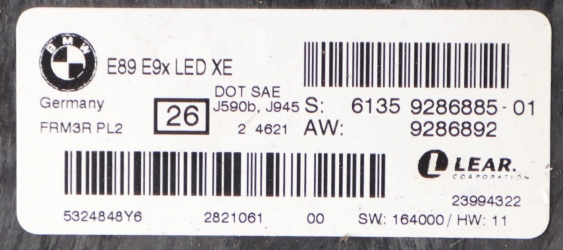 BMW
E89 E9x LED XE
Germany
26
DOT SAE
J590b, J945
S: 6135 9286885-01
FRM3R PL2
2 4621
AW: 9286892
LEAR.
CORPORATION
23994322
5324848Y6 2821061 00 SW: 164000 / HW: 11